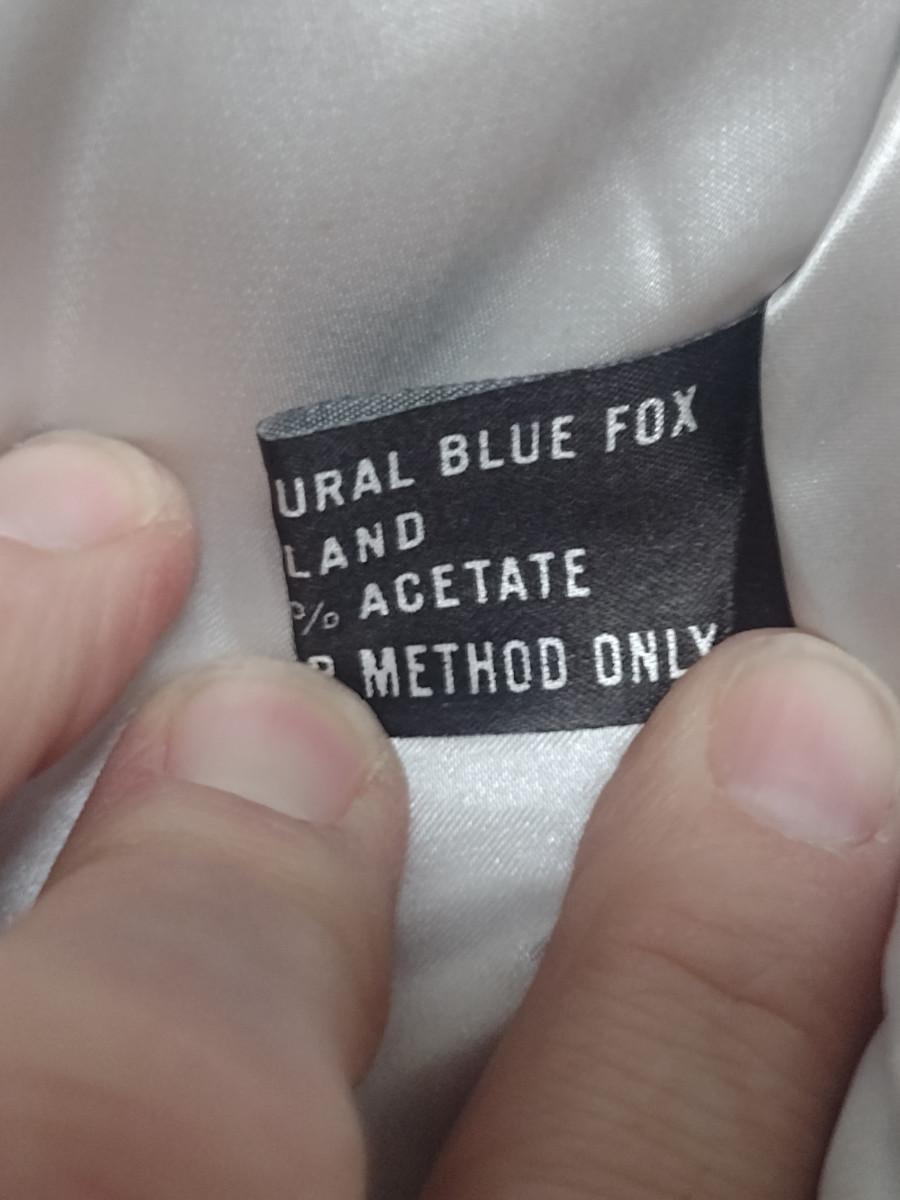 URAL BLUE FOX
LAND
% ACETATE
R METHOD ONLY